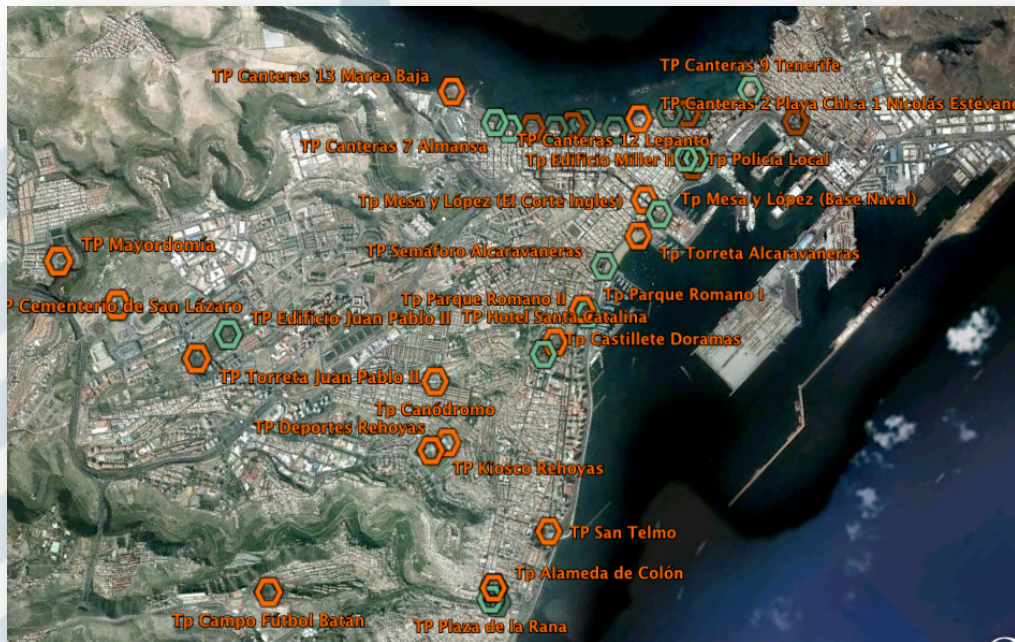 TP Canteras 9 Tenerife
TP Canteras 13 Marea Baja
TP Canteras 2 Playa Chica 1 Nicolás Estévane
TP Canteras 12 Lepanto
TP Canteras 7 Almansa
Tp Edificio Miller II
Tp Policía Local
Tp Mesa y López (El Corte Ingles)
Tp Mesa y López (Base Naval)
TP Mayordomía
TP Semáforo Alcaravaneras
Tp Torreta Alcaravaneras
Tp Parque Romano II
Tp Parque Romano I
P Cementerio de San Lázaro
TP Edificio Juan Pablo II
TP Hotel Santa Catalina
Tp Castillete Doramas
TP Torreta Juan Pablo II
Tp Canódromo
TP Deportes Rehoyas
TP Kiosco Rehoyas
TP San Telmo
Tp Alameda de Colón
Tp Campo Fútbol Batán
TP Plaza de la Rana